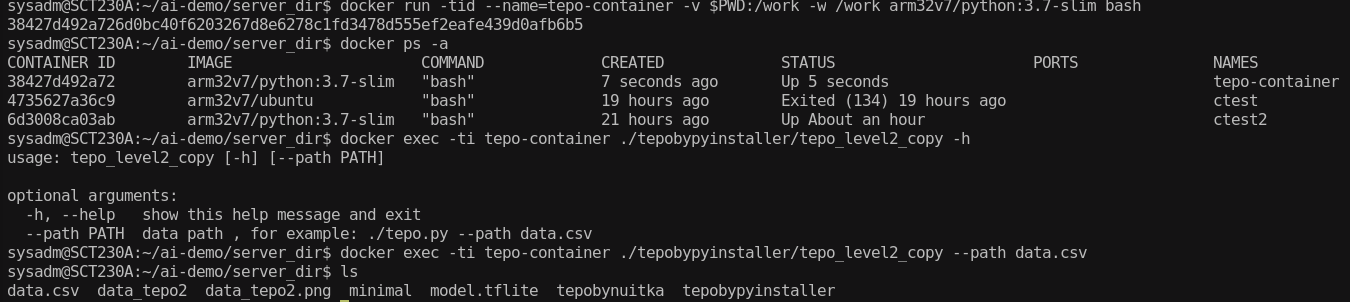 sysadm@SCT230A:~/ai-demo/server_dir$ docker run -tid --name=tepo-container -v $PWD:/work -w /work arm32v7/python:3.7-slim bash
38427d492a726d0bc40f6203267d8e6278c1fd3478d555ef2eafe439d0afb6b5
sysadm@SCT230A:~/ai-demo/server_dir$ docker ps -a
CONTAINER ID        IMAGE                     COMMAND             CREATED             STATUS                      PORTS               NAMES
38427d492a72        arm32v7/python:3.7-slim   "bash"              7 seconds ago       Up 5 seconds                                    tepo-container
4735627a36c9        arm32v7/ubuntu            "bash"              19 hours ago        Exited (134) 19 hours ago                       ctest
6d3008ca03ab        arm32v7/python:3.7-slim   "bash"              21 hours ago        Up About an hour                                ctest2
sysadm@SCT230A:~/ai-demo/server_dir$ docker exec -ti tepo-container ./tepobypyinstaller/tepo_level2_copy -h
usage: tepo_level2_copy [-h] [--path PATH]

optional arguments:
  -h, --help   show this help message and exit
  --path PATH  data path , for example: ./tepo.py --path data.csv
sysadm@SCT230A:~/ai-demo/server_dir$ docker exec -ti tepo-container ./tepobypyinstaller/tepo_level2_copy --path data.csv
sysadm@SCT230A:~/ai-demo/server_dir$ ls
data.csv  data_tepo2  data_tepo2.png  minimal  model.tflite  tepobynuitka  tepobypyinstaller